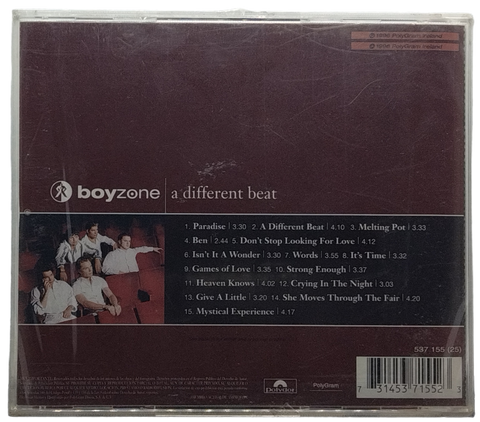 ℗ 1996 PolyGram Ireland
© 1996 PolyGram Ireland
boyzone a different beat
1. Paradise | 3.30 2. A Different Beat | 4.10 3. Melting Pot | 3.33
4. Ben | 2.44 5. Don't Stop Looking For Love | 4.12
6. Isn't It A Wonder | 3.30 7. Words | 3.55 8. It's Time | 3.32
9. Games of Love | 3.35 10. Strong Enough | 3.37
11. Heaven Knows | 4.02 12. Crying In The Night | 3.03
13. Give A Little | 3.20 14. She Moves Through The Fair | 4.20
15. Mystical Experience | 4.17
537 155 (25)
Polydor
PolyGram
7 31453 71552 3